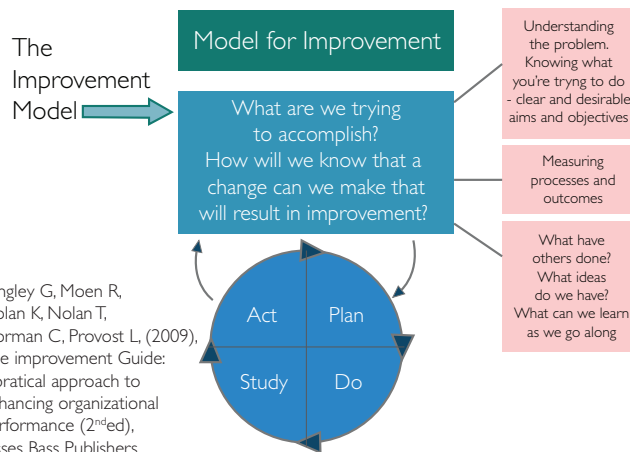 The
Improvement
Model
Model for Improvement
What are we trying
to accomplish?
How will we know that a
change can we make that
will result in improvement?
Understanding
the problem.
Knowing what
you're tryng to do
- clear and desirable
aims and objectives
Measuring
processes and
outcomes
What have
others done?
What ideas
do we have?
What can we learn
as we go along
Act
Plan
Study
Do
G, Moen R,
K, Nolan T,
C, Provost L, (2009),
improvement Guide:
pratical approach to
organizational
(2nded),
Bass Publishers